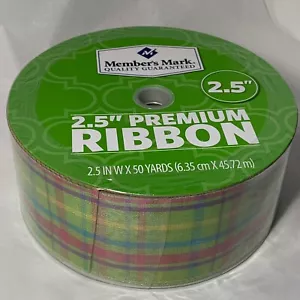 Member's Mark.
QUALITY GUARANTEED
2.5"
2.5" PREMIUM
RIBBON
2.5 IN W X 50 YARDS (6.35 cm X 45.72 m)